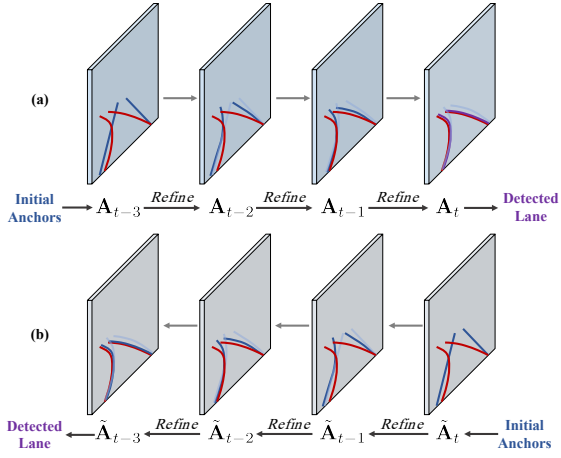 (a)
Refine Refine Refine
Initial Anchors A_{t−3} A_{t−2} A_{t−1} A_t Detected Lane
(b)
Refine Refine Refine
Detected Lane Ã_{t−3} Ã_{t−2} Ã_{t−1} Ã_t Initial Anchors